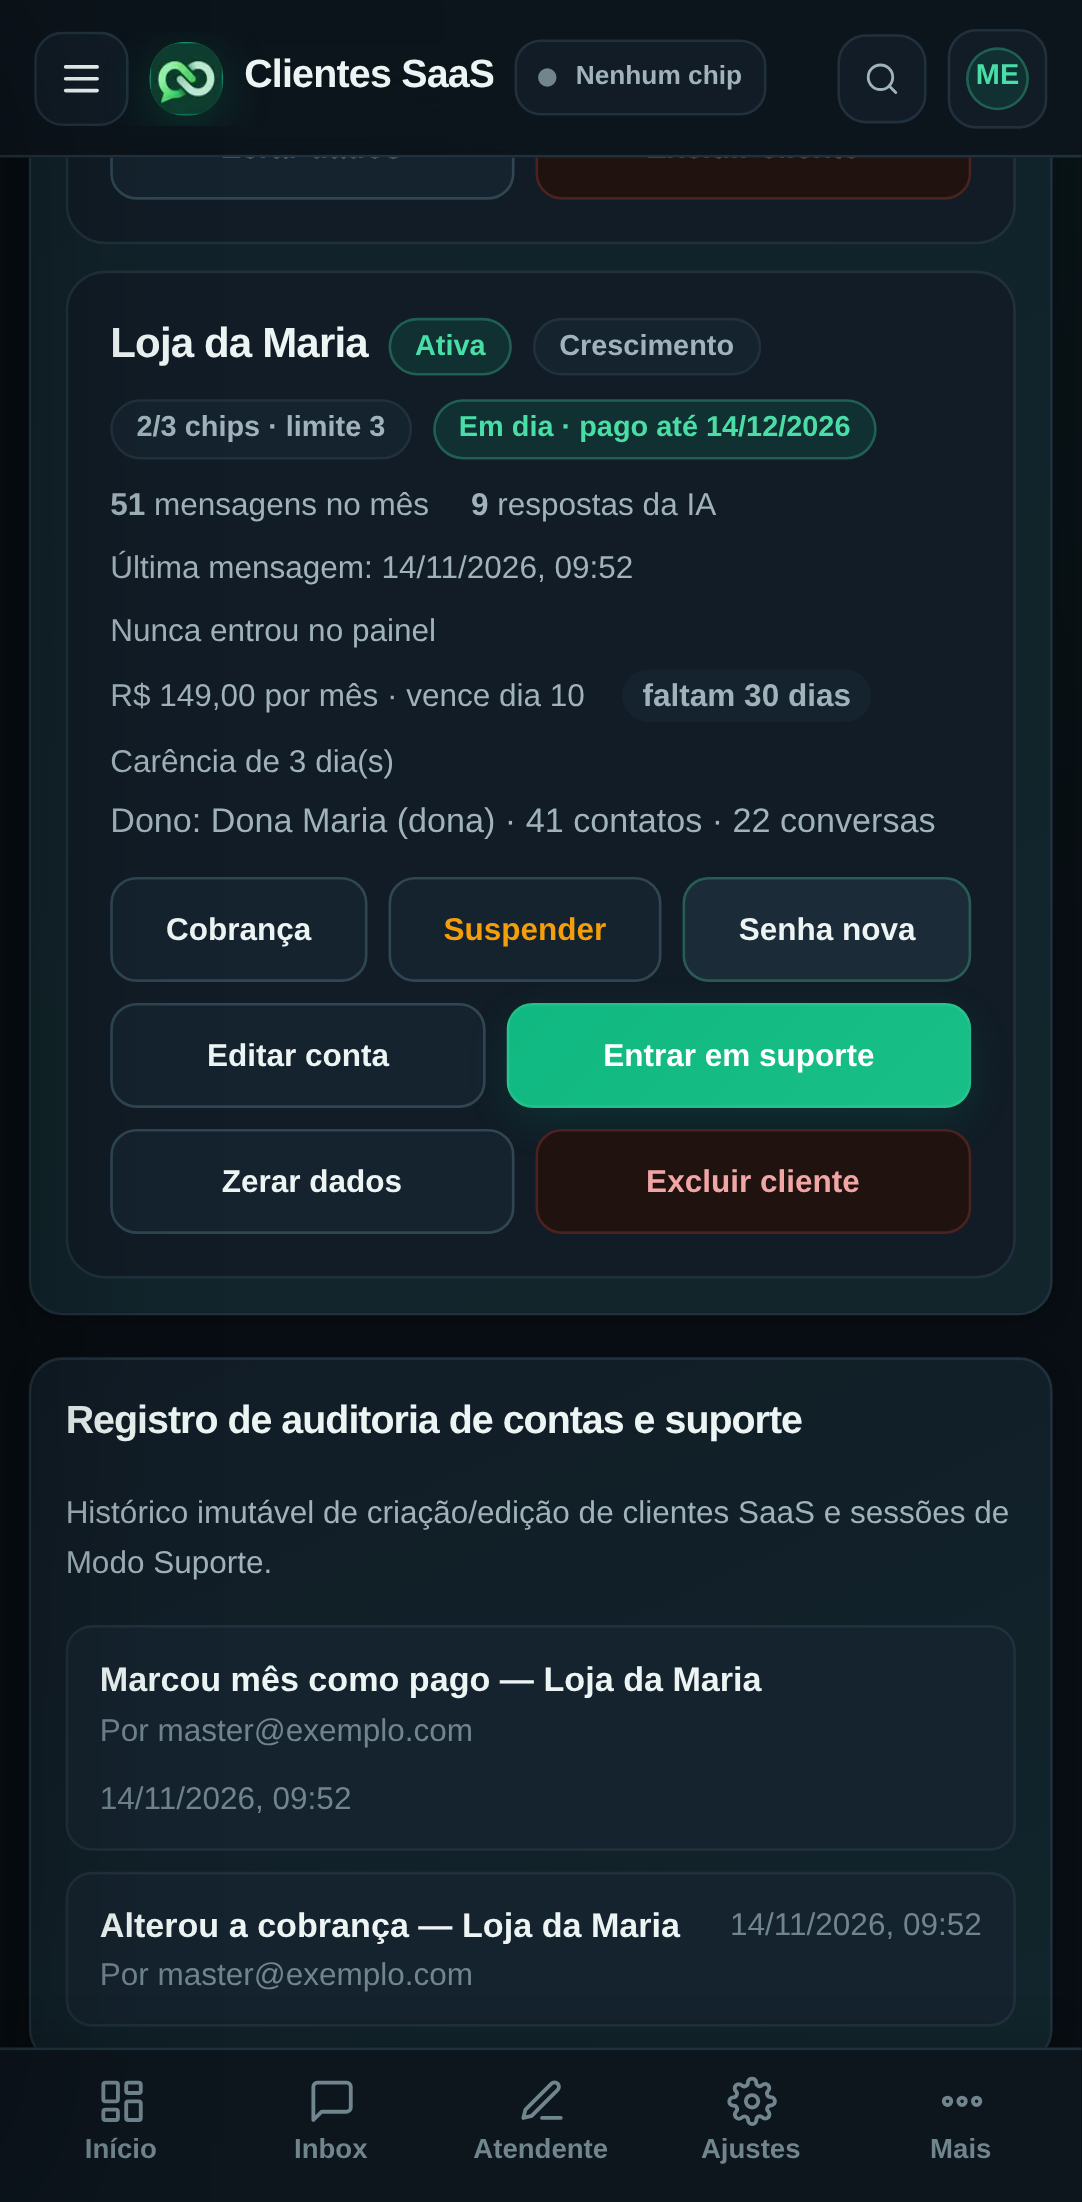 Clientes SaaS
Nenhum chip
ME
Loja da Maria
Ativa
Crescimento
2/3 chips · limite 3
Em dia · pago até 14/12/2026
51 mensagens no mês 9 respostas da IA
Última mensagem: 14/11/2026, 09:52
Nunca entrou no painel
R$ 149,00 por mês · vence dia 10 faltam 30 dias
Carência de 3 dia(s)
Dono: Dona Maria (dona) · 41 contatos · 22 conversas
Cobrança
Suspender
Senha nova
Editar conta
Entrar em suporte
Zerar dados
Excluir cliente
Registro de auditoria de contas e suporte
Histórico imutável de criação/edição de clientes SaaS e sessões de
Modo Suporte.
Marcou mês como pago — Loja da Maria
Por master@exemplo.com
14/11/2026, 09:52
Alterou a cobrança — Loja da Maria 14/11/2026, 09:52
Por master@exemplo.com
Início
Inbox
Atendente
Ajustes
Mais